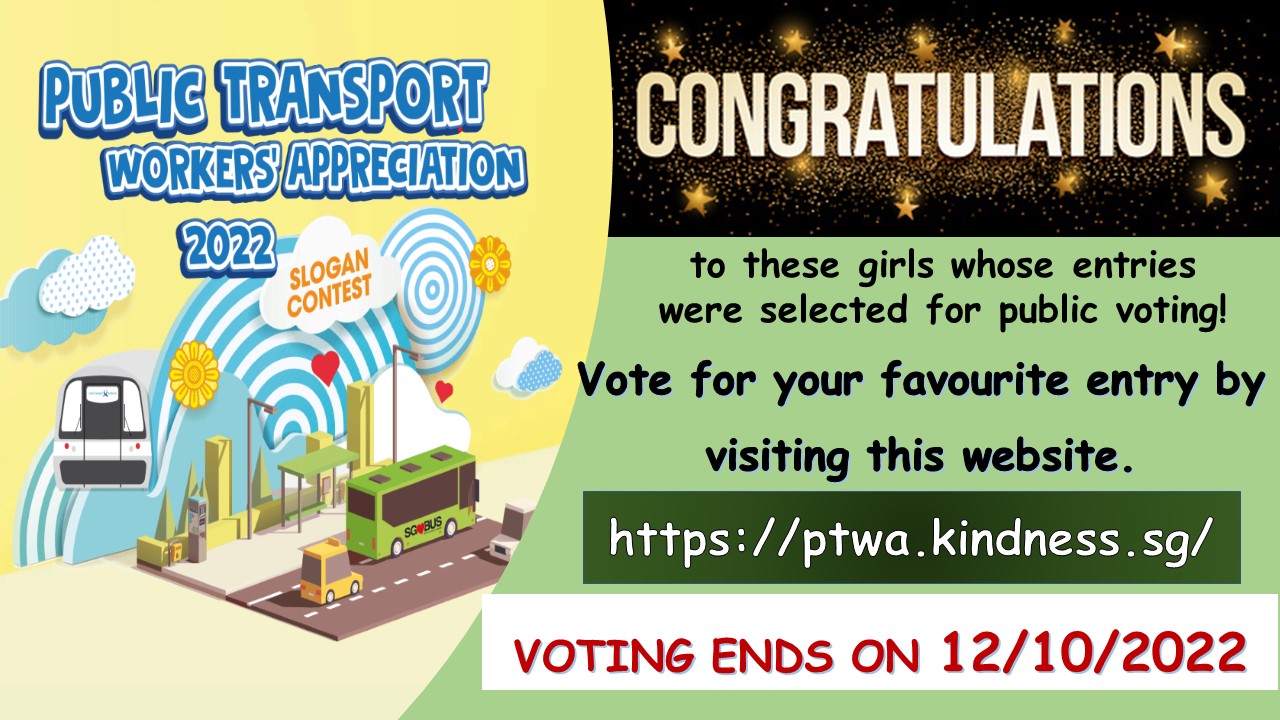 PUBLIC TRANSPORT
WORKERS' APPRECIATION
2022
SLOGAN
CONTEST
SG♥BUS
CONGRATULATIONS
to these girls whose entries
were selected for public voting!
Vote for your favourite entry by
visiting this website.
https://ptwa.kindness.sg/
VOTING ENDS ON 12/10/2022